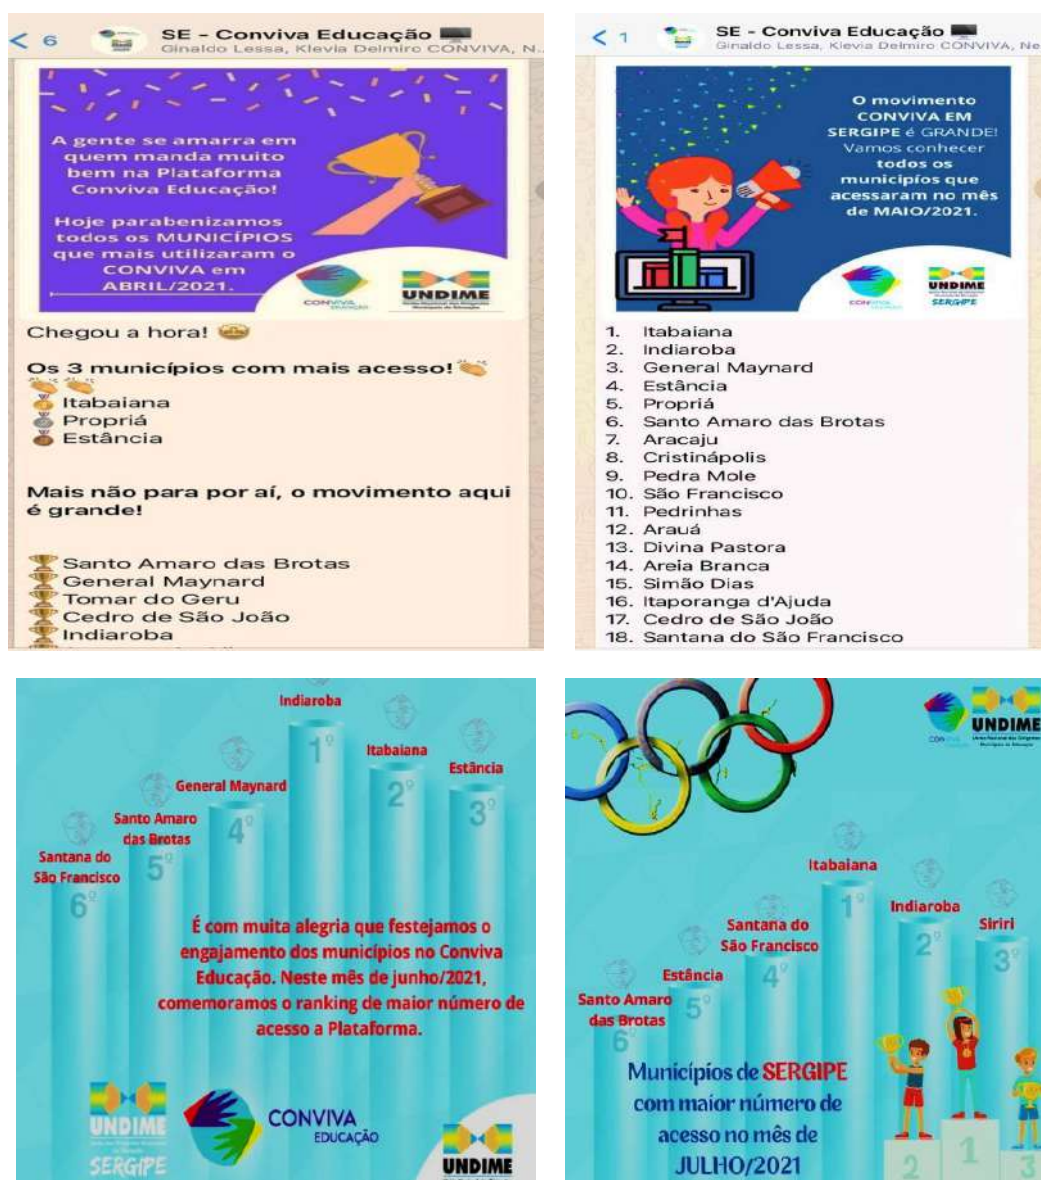 6
SE - Conviva Educação
Ginaldo Lessa, Klevia Delmiro CONVIVA, N..
A gente se amarra em
quem manda muito
bem na Plataforma
Conviva Educação!
Hoje parabenizamos
todos os MUNICÍPIOS
que mais utilizaram o
CONVIVA em
ABRIL/2021.
CONVIVA
EDUCAÇÃO
UNDIME
Chegou a hora!
Os 3 municípios com mais acesso!
Itabaiana
Propriá
Estância
Mais não para por aí, o movimento aqui
é grande!
Santo Amaro das Brotas
General Maynard
Tomar do Geru
Cedro de São João
Indiaroba
1
SE - Conviva Educação
Ginaldo Lessa, Klevia Delmiro CONVIVA, Ne
O movimento
CONVIVA EM
SERGIPE é GRANDE!
Vamos conhecer
todos os
municipíos que
acessaram no mês
de MAIO/2021.
CONVIVA
UNDIME
SERGIPE
1. Itabaiana
2. Indiaroba
3. General Maynard
4. Estância
5. Propriá
6. Santo Amaro das Brotas
7. Aracaju
8. Cristinápolis
9. Pedra Mole
10. São Francisco
11. Pedrinhas
12. Arauá
13. Divina Pastora
14. Areia Branca
15. Simão Dias
16. Itaporanga d'Ajuda
17. Cedro de São João
18. Santana do São Francisco
Indiaroba
1º
Itabaiana
2º
Estância
3º
General Maynard
4º
Santo Amaro
das Brotas
5º
Santana do
São Francisco
6º
É com muita alegria que festejamos o
engajamento dos municípios no Conviva
Educação. Neste mês de junho/2021,
comemoramos o ranking de maior número de
acesso a Plataforma.
UNDIME
SERGIPE
CONVIVA
EDUCAÇÃO
UNDIME
UNDIME
Itabaiana
1º
Indiaroba
2º
Siriri
3º
Santana do
São Francisco
4º
Estância
5º
Santo Amaro
das Brotas
6º
Municípios de SERGIPE
com maior número de
acesso no mês de
JULHO/2021
2 1 3